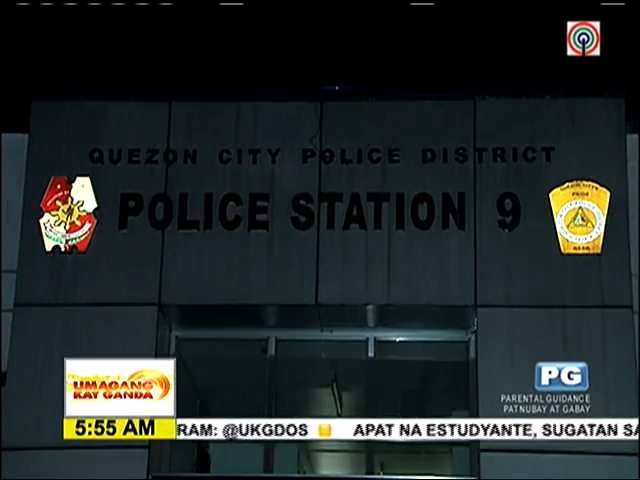 QUEZON CITY POLICE DISTRICT
POLICE STATION 9
UMAGANG
KAY GANDA
PG
PARENTAL GUIDANCE
PATNUBAY AT GABAY
5:55 AM
RAM: @UKGDOS APAT NA ESTUDYANTE, SUGATAN SA